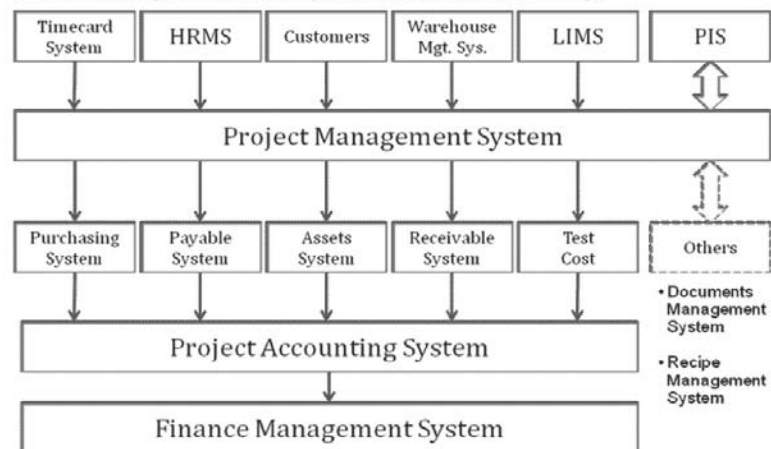 Timecard
System
HRMS
Customers
Warehouse
Mgt. Sys.
LIMS
PIS
Project Management System
Purchasing
System
Payable
System
Assets
System
Receivable
System
Test
Cost
Others
• Documents
Management
System
• Recipe
Management
System
Project Accounting System
Finance Management System